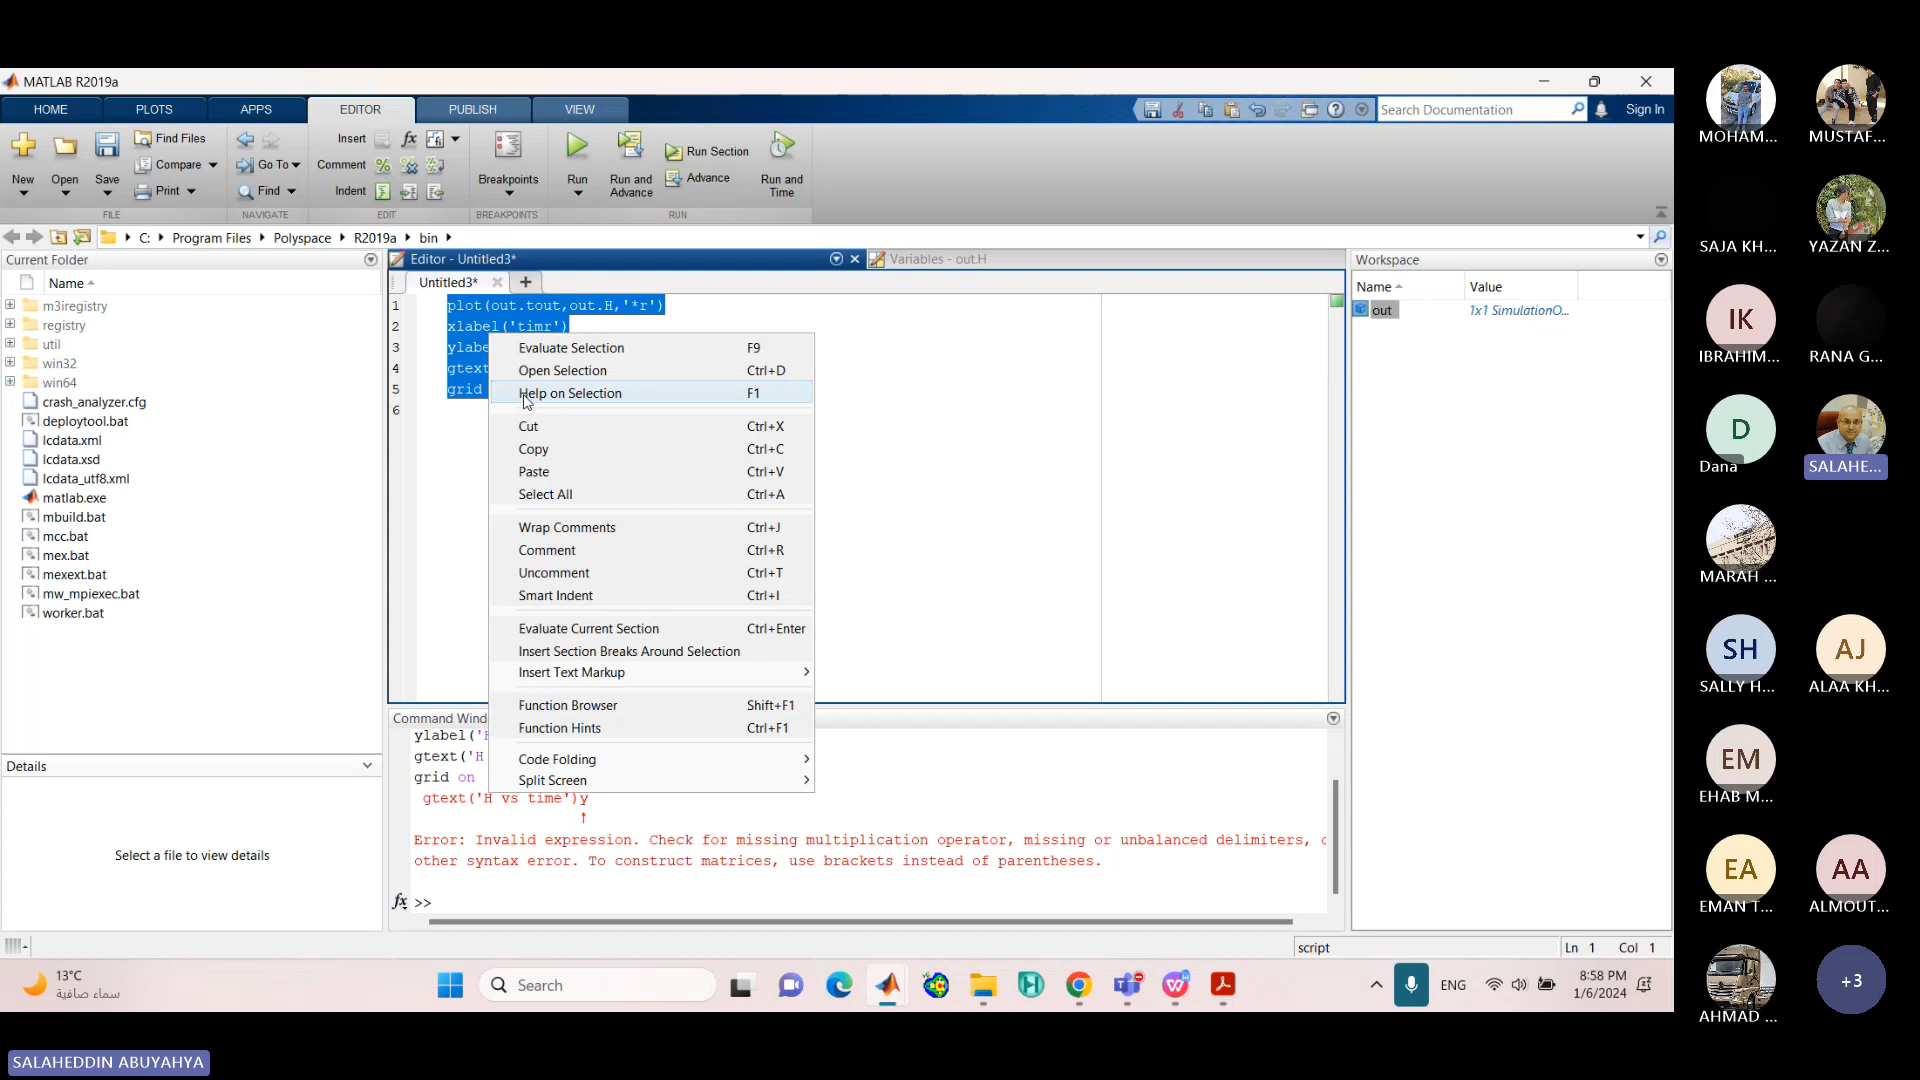 MATLAB R2019a
HOME PLOTS APPS EDITOR PUBLISH VIEW
Search Documentation
Sign In
New
Open
Save
Find Files
Compare
Print
FILE
Go To
Find
NAVIGATE
Insert
Comment
Indent
fx
EDIT
Breakpoints
BREAKPOINTS
Run
Run and Advance
Run Section
Advance
Run and Time
RUN
C: Program Files Polyspace R2019a bin
Current Folder
Name
m3iregistry
registry
util
win32
win64
crash_analyzer.cfg
deploytool.bat
lcdata.xml
lcdata.xsd
lcdata_utf8.xml
matlab.exe
mbuild.bat
mcc.bat
mex.bat
mexext.bat
mw_mpiexec.bat
worker.bat
Details
Select a file to view details
Editor - Untitled3*
Variables - out.H
Untitled3*
1 plot(out.tout,out.H,'*r')
2 xlabel('timr')
3 ylabe
4 gtext
5 grid
6
Evaluate Selection F9
Open Selection Ctrl+D
Help on Selection F1
Cut Ctrl+X
Copy Ctrl+C
Paste Ctrl+V
Select All Ctrl+A
Wrap Comments Ctrl+J
Comment Ctrl+R
Uncomment Ctrl+T
Smart Indent Ctrl+I
Evaluate Current Section Ctrl+Enter
Insert Section Breaks Around Selection
Insert Text Markup
Function Browser Shift+F1
Function Hints Ctrl+F1
Code Folding
Split Screen
Command Wind
ylabel('H
gtext('H
grid on
gtext('H vs time')y
↑
Error: Invalid expression. Check for missing multiplication operator, missing or unbalanced delimiters, o
other syntax error. To construct matrices, use brackets instead of parentheses.
fx >>
Workspace
Name Value
out 1x1 SimulationO...
script
Ln 1 Col 1
13°C
سماء صافية
Search
ENG
8:58 PM
1/6/2024
MOHAM...
MUSTAF...
SAJA KH...
YAZAN Z...
IK
IBRAHIM...
RANA G...
D
Dana
SALAHE...
MARAH ...
SH
SALLY H...
AJ
ALAA KH...
EM
EHAB M...
EA
EMAN T...
AA
ALMOUT...
AHMAD ...
+3
SALAHEDDIN ABUYAHYA